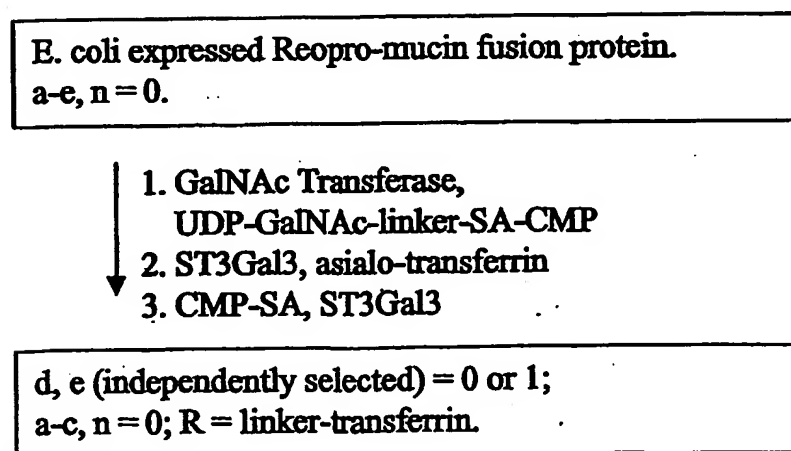 E. coli expressed Reopro-mucin fusion protein.
a-e, n = 0.
1. GalNAc Transferase,
UDP-GalNAc-linker-SA-CMP
2. ST3Gal3, asialo-transferrin
3. CMP-SA, ST3Gal3
d, e (independently selected) = 0 or 1;
a-c, n = 0; R = linker-transferrin.